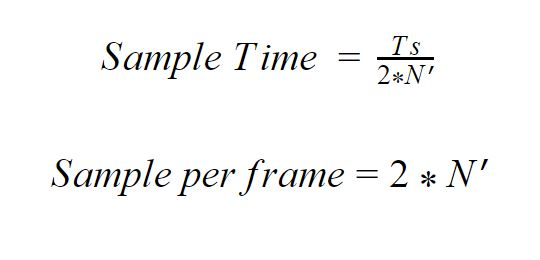 Sample Time = Ts / 2*N′
Sample per frame = 2 * N′